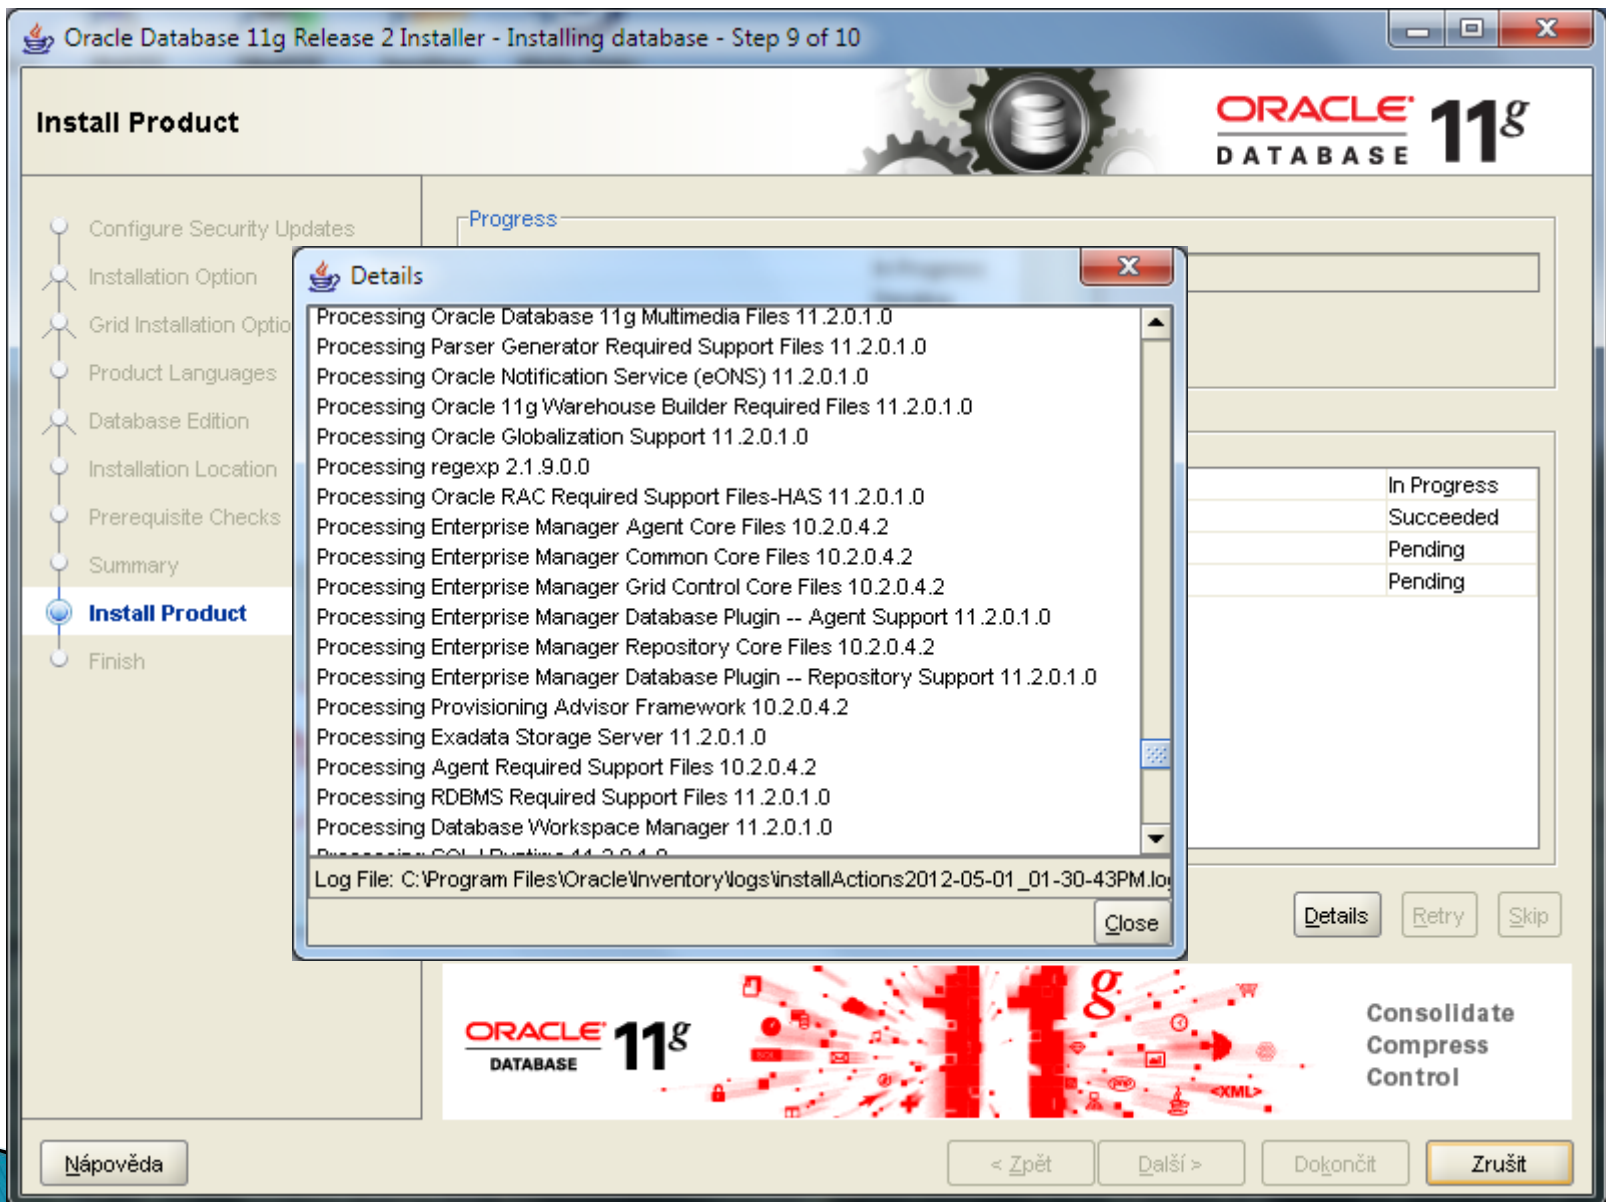 Oracle Database 11g Release 2 Installer - Installing database - Step 9 of 10
Install Product
ORACLE 11g
DATABASE
Configure Security Updates
Installation Option
Grid Installation Optio
Product Languages
Database Edition
Installation Location
Prerequisite Checks
Summary
Install Product
Finish
Progress
Details
Processing Oracle Database 11g Multimedia Files 11.2.0.1.0
Processing Parser Generator Required Support Files 11.2.0.1.0
Processing Oracle Notification Service (eONS) 11.2.0.1.0
Processing Oracle 11g Warehouse Builder Required Files 11.2.0.1.0
Processing Oracle Globalization Support 11.2.0.1.0
Processing regexp 2.1.9.0.0
Processing Oracle RAC Required Support Files-HAS 11.2.0.1.0
Processing Enterprise Manager Agent Core Files 10.2.0.4.2
Processing Enterprise Manager Common Core Files 10.2.0.4.2
Processing Enterprise Manager Grid Control Core Files 10.2.0.4.2
Processing Enterprise Manager Database Plugin -- Agent Support 11.2.0.1.0
Processing Enterprise Manager Repository Core Files 10.2.0.4.2
Processing Enterprise Manager Database Plugin -- Repository Support 11.2.0.1.0
Processing Provisioning Advisor Framework 10.2.0.4.2
Processing Exadata Storage Server 11.2.0.1.0
Processing Agent Required Support Files 10.2.0.4.2
Processing RDBMS Required Support Files 11.2.0.1.0
Processing Database Workspace Manager 11.2.0.1.0
Processing SQLJ Runtime 11.2.0.1.0
Log File: C:\Program Files\Oracle\Inventory\logs\installActions2012-05-01_01-30-43PM.log
Close
In Progress
Succeeded
Pending
Pending
Details
Retry
Skip
ORACLE 11g
DATABASE
11g
php
<XML>
Consolidate
Compress
Control
Nápověda
< Zpět
Další >
Dokončit
Zrušit